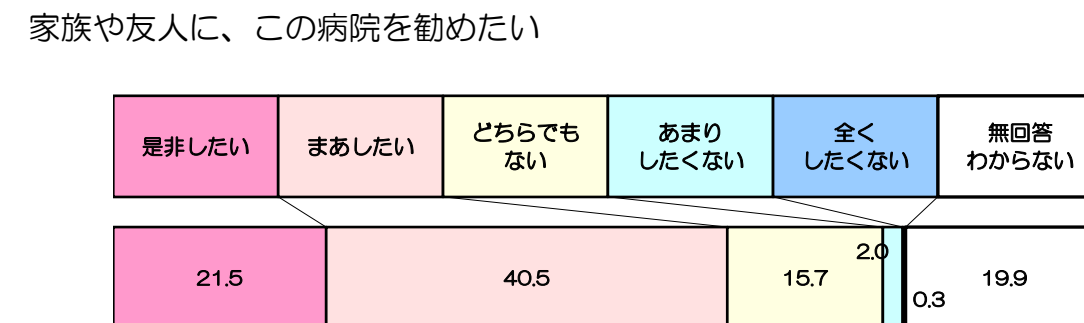 家族や友人に、この病院を勧めたい
是非したい
まあしたい
どちらでも
ない
あまり
したくない
全く
したくない
無回答
わからない
21.5
40.5
15.7
2.0
0.3
19.9